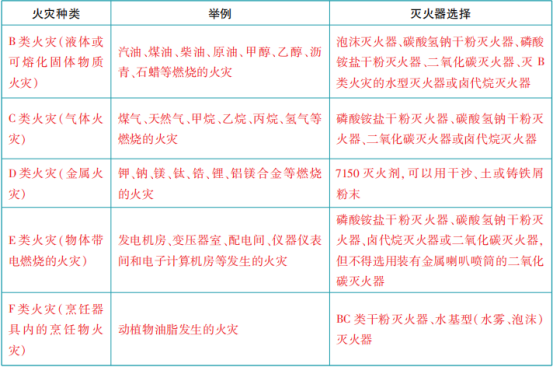 火灾种类
举例
灭火器选择
B 类火灾(液体或
可熔化固体物质
火灾)
汽油、煤油、柴油、原油、甲醇、乙醇、沥
青、石蜡等燃烧的火灾
泡沫灭火器、碳酸氢钠干粉灭火器、磷酸
铵盐干粉灭火器、二氧化碳灭火器、灭 B
类火灾的水型灭火器或卤代烷灭火器
C 类火灾(气体火
灾)
煤气、天然气、甲烷、乙烷、丙烷、氢气等
燃烧的火灾
磷酸铵盐干粉灭火器、碳酸氢钠干粉灭
火器、二氧化碳灭火器或卤代烷灭火器
D 类火灾(金属火
灾)
钾、钠、镁、钛、锆、锂、铝镁合金等燃烧
的火灾
7150 灭火剂,可以用干沙、土或铸铁屑
粉末
E 类火灾(物体带
电燃烧的火灾)
发电机房、变压器室、配电间、仪器仪表
间和电子计算机房等发生的火灾
磷酸铵盐干粉灭火器、碳酸氢钠干粉灭
火器、卤代烷灭火器或二氧化碳灭火器,
但不得选用装有金属喇叭喷筒的二氧化
碳灭火器
F 类火灾(烹饪器
具内的烹饪物火
灾)
动植物油脂发生的火灾
BC 类干粉灭火器、水基型(水雾、泡沫)
灭火器